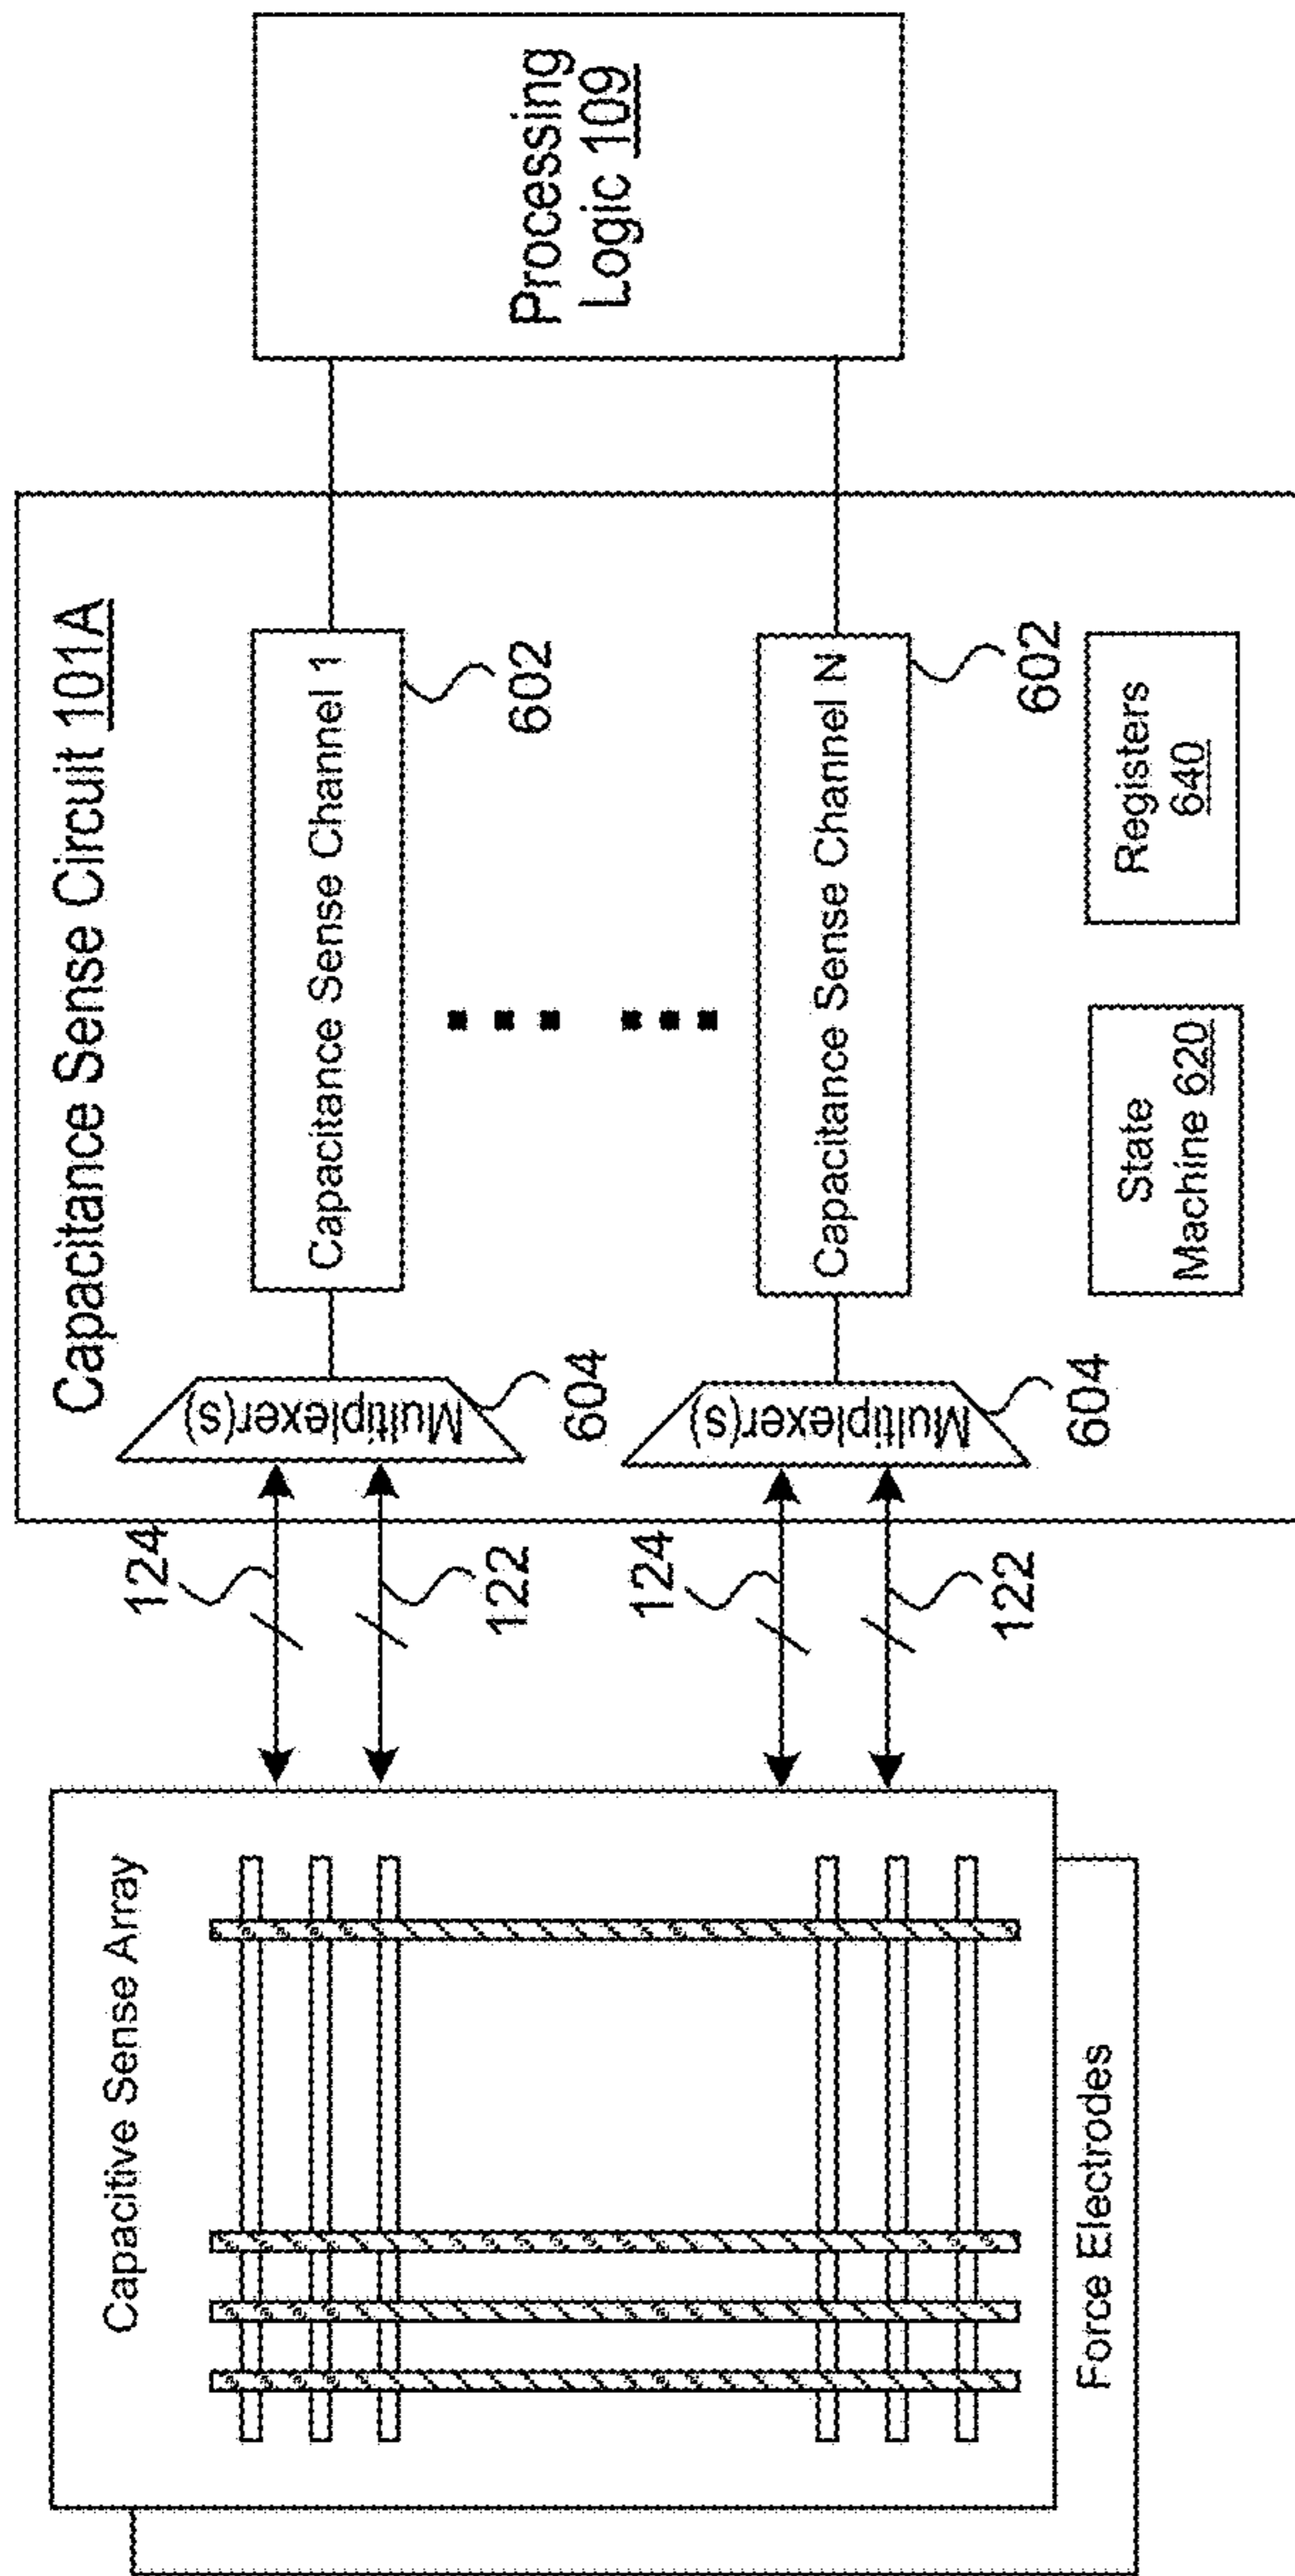 Capacitive Sense Array
Force Electrodes
124
122
124
122
Capacitance Sense Circuit 101A
Multiplexer(s)
604
Capacitance Sense Channel 1
602
Multiplexer(s)
604
Capacitance Sense Channel N
602
State
Machine 620
Registers
640
Processing
Logic 109